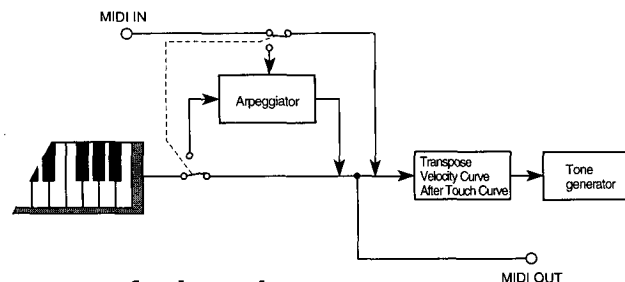 MIDI IN
Arpeggiator
Transpose
Velocity Curve
After Touch Curve
Tone
generator
MIDI OUT